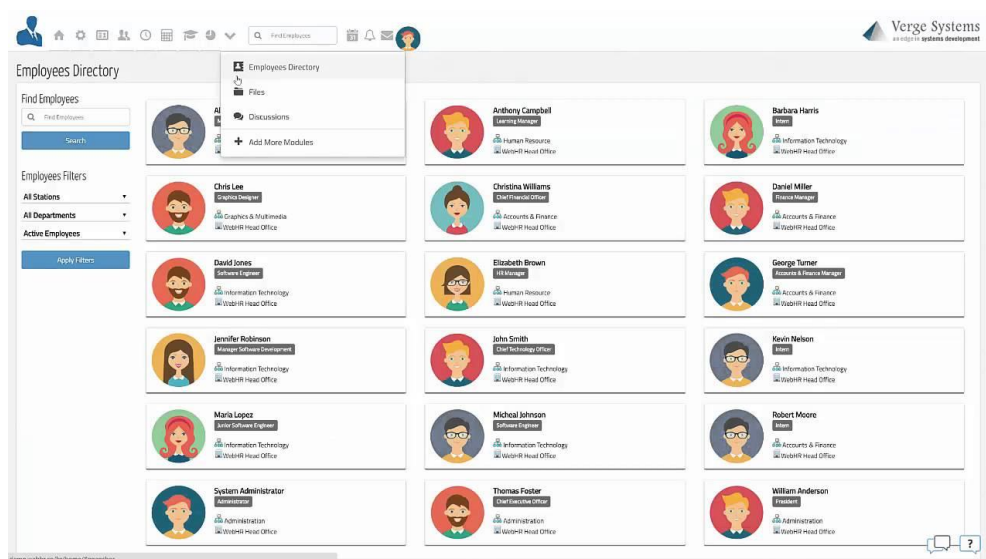 Find Employees
31
Verge Systems
an edge in systems development
Employees Directory
Employees Directory
Files
Discussions
Add More Modules
Find Employees
Find Employees
Search
Employees Filters
All Stations
All Departments
Active Employees
Apply Filters
Al
Anthony Campbell
Learning Manager
Human Resource
WebHR Head Office
Barbara Harris
Intern
Information Technology
WebHR Head Office
Chris Lee
Graphics Designer
Graphics & Multimedia
WebHR Head Office
Christina Williams
Chief Financial Officer
Accounts & Finance
WebHR Head Office
Daniel Miller
Finance Manager
Accounts & Finance
WebHR Head Office
David Jones
Software Engineer
Information Technology
WebHR Head Office
Elizabeth Brown
HR Manager
Human Resource
WebHR Head Office
George Turner
Accounts & Finance Manager
Accounts & Finance
WebHR Head Office
Jennifer Robinson
Manager Software Development
Information Technology
WebHR Head Office
John Smith
Chief Technology Officer
Information Technology
WebHR Head Office
Kevin Nelson
Intern
Information Technology
WebHR Head Office
Maria Lopez
Junior Software Engineer
Information Technology
WebHR Head Office
Micheal Johnson
Software Engineer
Information Technology
WebHR Head Office
Robert Moore
Intern
Accounts & Finance
WebHR Head Office
System Administrator
Administrator
Administration
WebHR Head Office
Thomas Foster
Chief Executive Officer
Administration
WebHR Head Office
William Anderson
President
Administration
WebHR Head Office
?